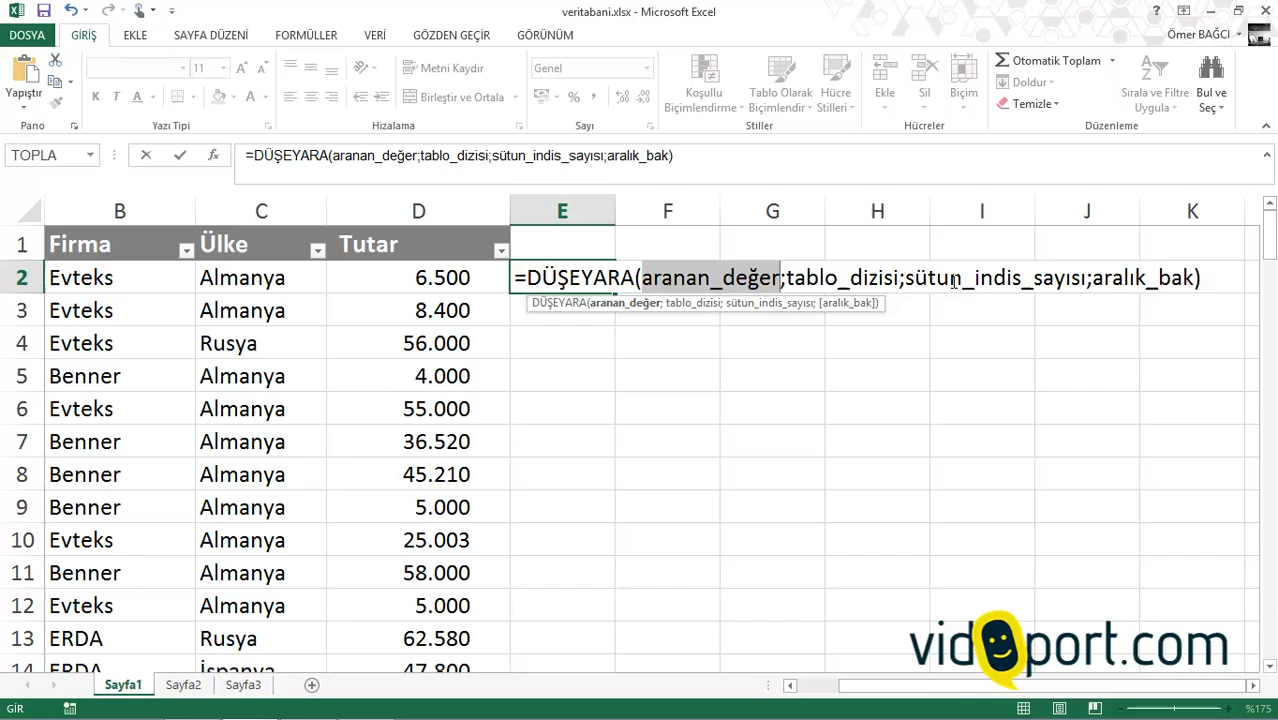 veritabani.xlsx - Microsoft Excel
DOSYA GİRİŞ EKLE SAYFA DÜZENİ FORMÜLLER VERİ GÖZDEN GEÇİR GÖRÜNÜM Ömer BAĞCI
Yapıştır
Pano
11
K T A
Yazı Tipi
Metni Kaydır
Birleştir ve Ortala
Hizalama
Genel
Sayı
Koşullu Biçimlendirme
Tablo Olarak Biçimlendir
Hücre Stilleri
Stiller
Ekle
Sil
Biçim
Hücreler
Otomatik Toplam
Doldur
Temizle
Sırala ve Filtre Uygula
Bul ve Seç
Düzenleme
TOPLA fx =DÜŞEYARA(aranan_değer;tablo_dizisi;sütun_indis_sayısı;aralık_bak)
B C D E F G H I J K
1 Firma Ülke Tutar
2 Evteks Almanya 6.500 =DÜŞEYARA(aranan_değer;tablo_dizisi;sütun_indis_sayısı;aralık_bak)
DÜŞEYARA(aranan_değer; tablo_dizisi; sütun_indis_sayısı; [aralık_bak])
3 Evteks Almanya 8.400
4 Evteks Rusya 56.000
5 Benner Almanya 4.000
6 Evteks Almanya 55.000
7 Benner Almanya 36.520
8 Benner Almanya 45.210
9 Benner Almanya 5.000
10 Evteks Almanya 25.003
11 Benner Almanya 58.000
12 Evteks Almanya 5.000
13 ERDA Rusya 62.580
14 ERDA İspanya 47.800
videoport.com
Sayfa1 Sayfa2 Sayfa3
GİR %175